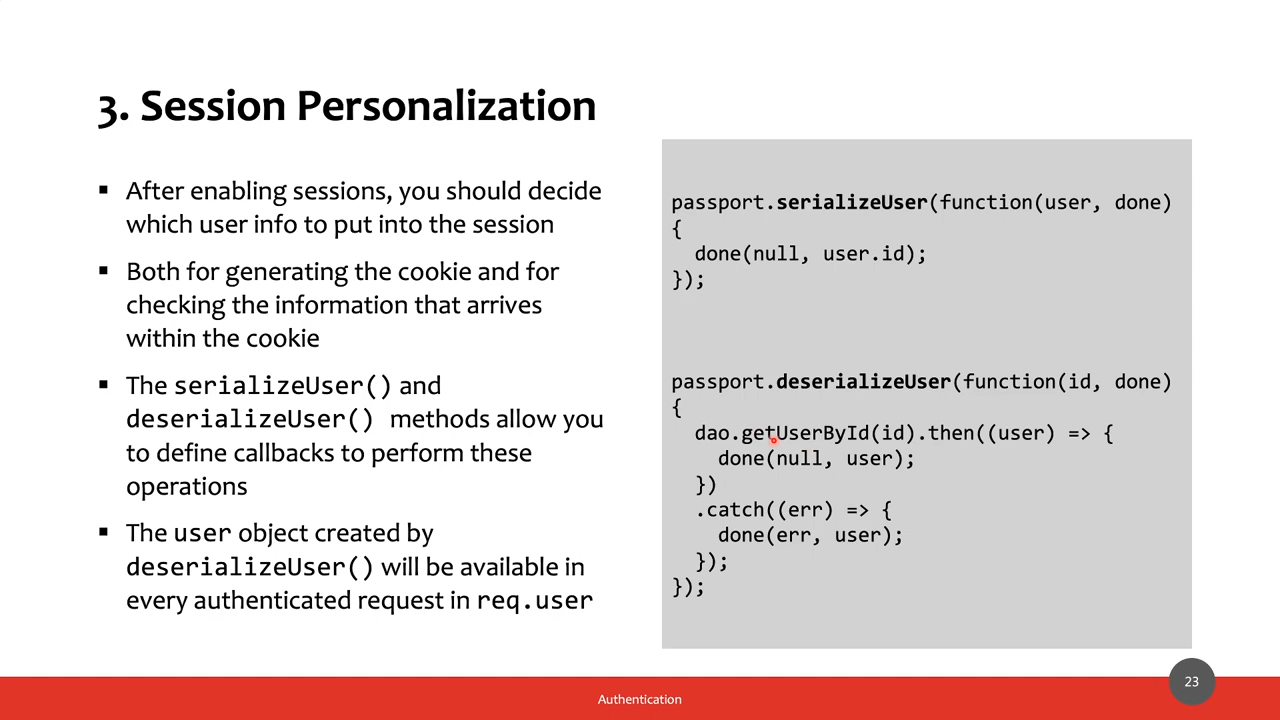 3. Session Personalization
▪ After enabling sessions, you should decide
which user info to put into the session
▪ Both for generating the cookie and for
checking the information that arrives
within the cookie
▪ The serializeUser() and
deserializeUser() methods allow you
to define callbacks to perform these
operations
▪ The user object created by
deserializeUser() will be available in
every authenticated request in req.user
passport.serializeUser(function(user, done)
{
  done(null, user.id);
});
passport.deserializeUser(function(id, done)
{
  dao.getUserById(id).then((user) => {
    done(null, user);
  })
  .catch((err) => {
    done(err, user);
  });
});
Authentication
23